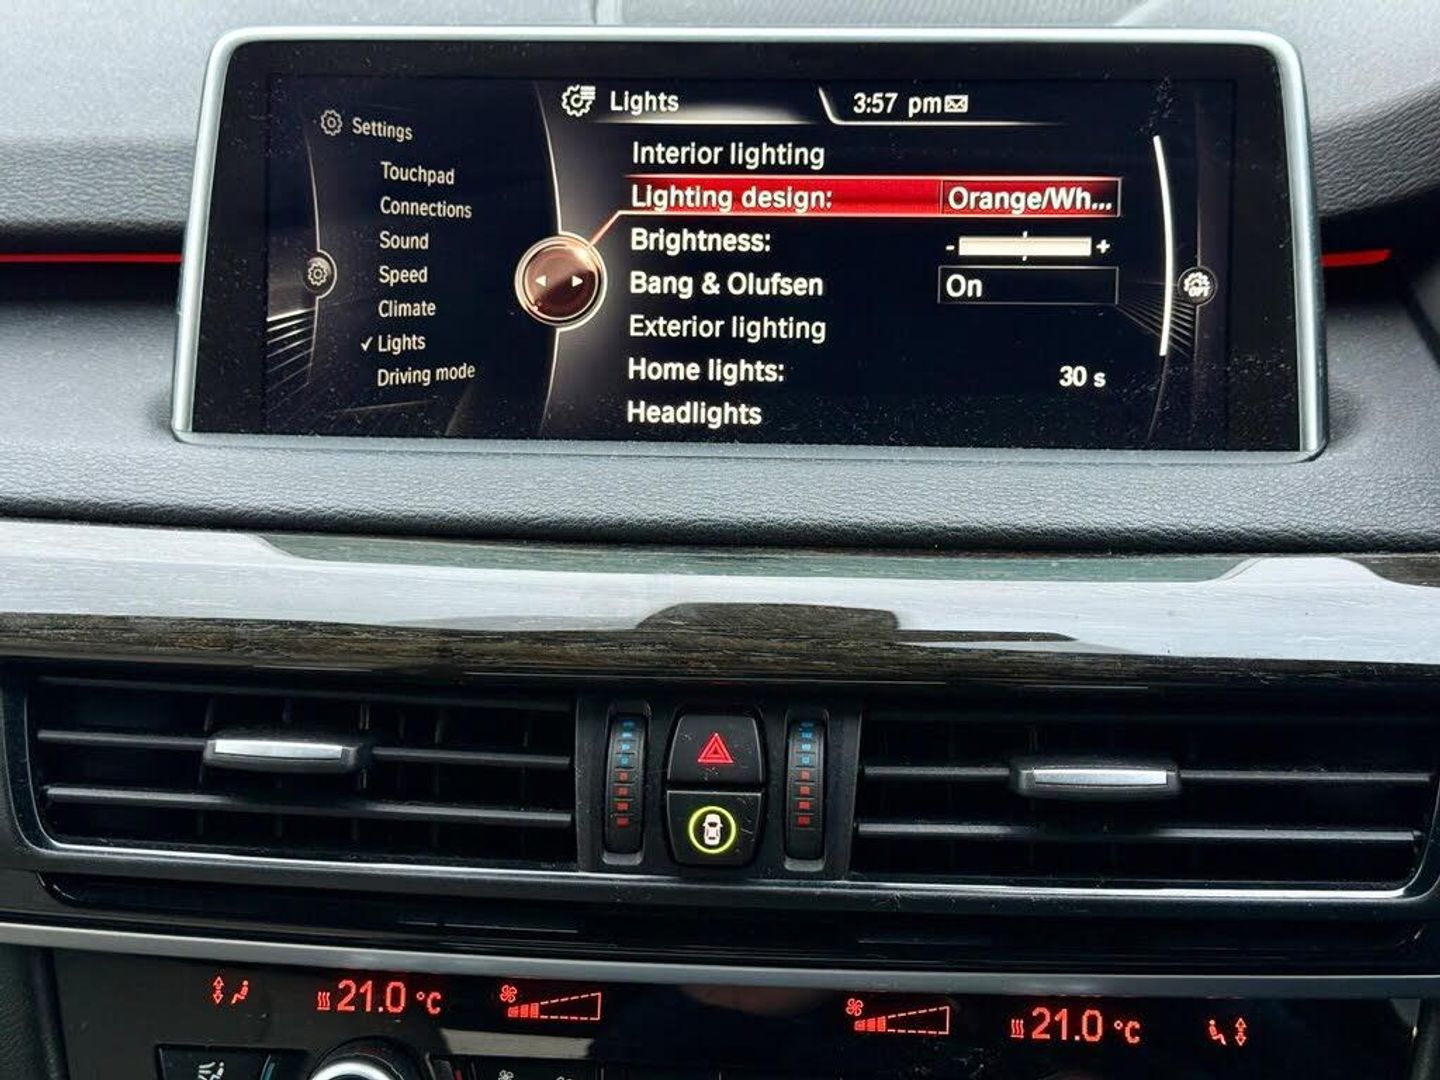 Settings
Touchpad
Connections
Sound
Speed
Climate
✓ Lights
Driving mode
Lights
3:57 pm
Interior lighting
Lighting design: Orange/Wh...
Brightness: - +
Bang & Olufsen On
Exterior lighting
Home lights: 30 s
Headlights
OPT
21.0 °C
21.0 °C